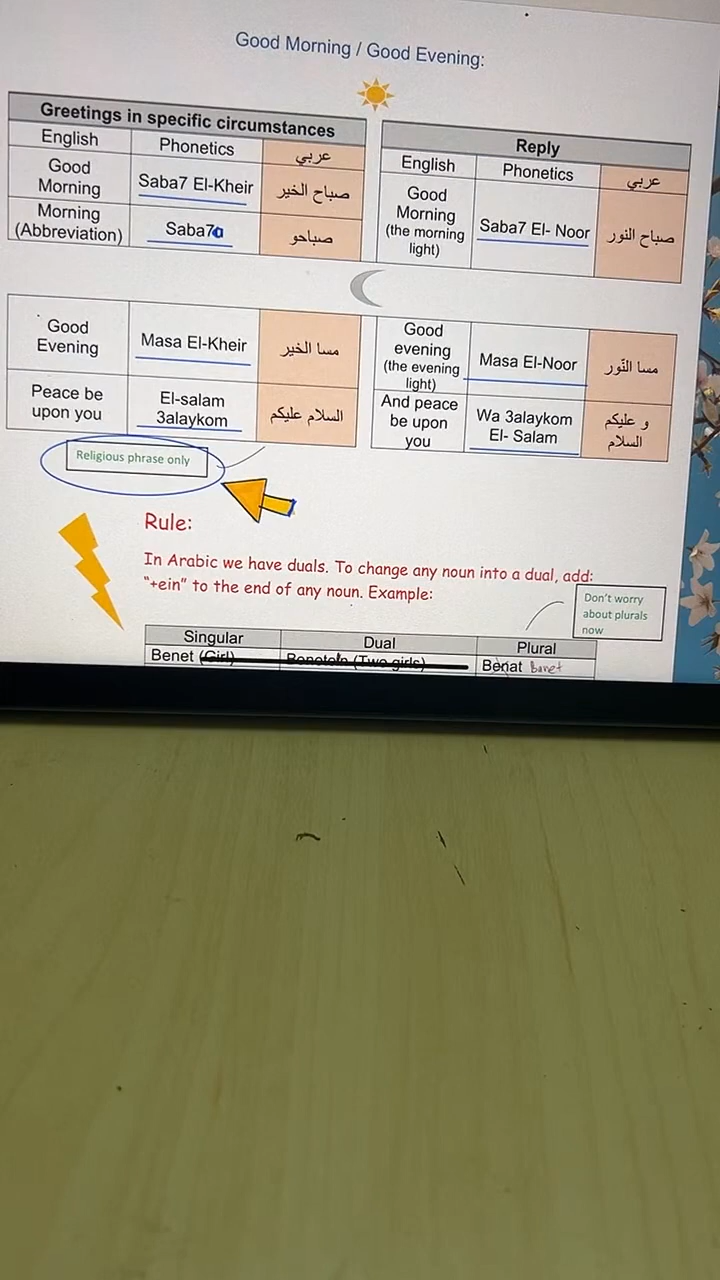 Good Morning / Good Evening:
Greetings in specific circumstances
English Phonetics عربي
Good
Morning
Saba7 El-Kheir
صباح الخير
Morning
(Abbreviation)
Saba7o
صباحو
Reply
English Phonetics عربي
Good
Morning
(the morning
light)
Saba7 El- Noor
صباح النور
Good
Evening
Masa El-Kheir
مسا الخير
Peace be
upon you
El-salam
3alaykom
السلام عليكم
Good
evening
(the evening
light)
Masa El-Noor
مسا النّور
And peace
be upon
you
Wa 3alaykom
El- Salam
و عليكم
السلام
Religious phrase only
Rule:
In Arabic we have duals. To change any noun into a dual, add:
"+ein" to the end of any noun. Example:
Don't worry
about plurals
now
Singular Dual Plural
Benet (Girl) (Two girls) Benat Banet